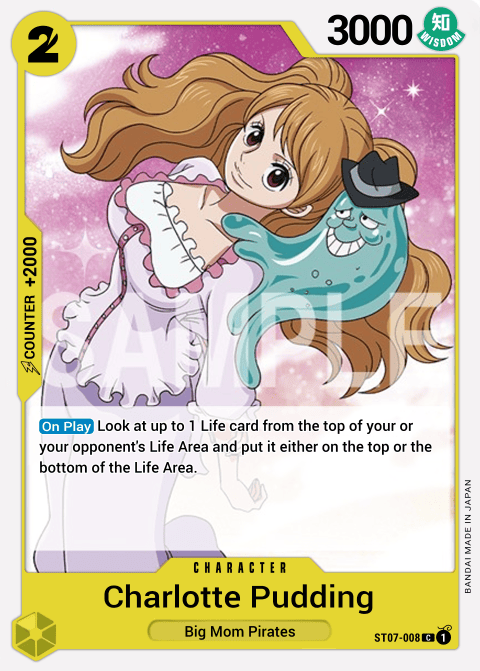 2
3000
知
WISDOM
COUNTER +2000
SAMPLE
On Play Look at up to 1 Life card from the top of your or
your opponent's Life Area and put it either on the top or the
bottom of the Life Area.
BANDAI MADE IN JAPAN
CHARACTER
Charlotte Pudding
Big Mom Pirates
ST07-008 C 1